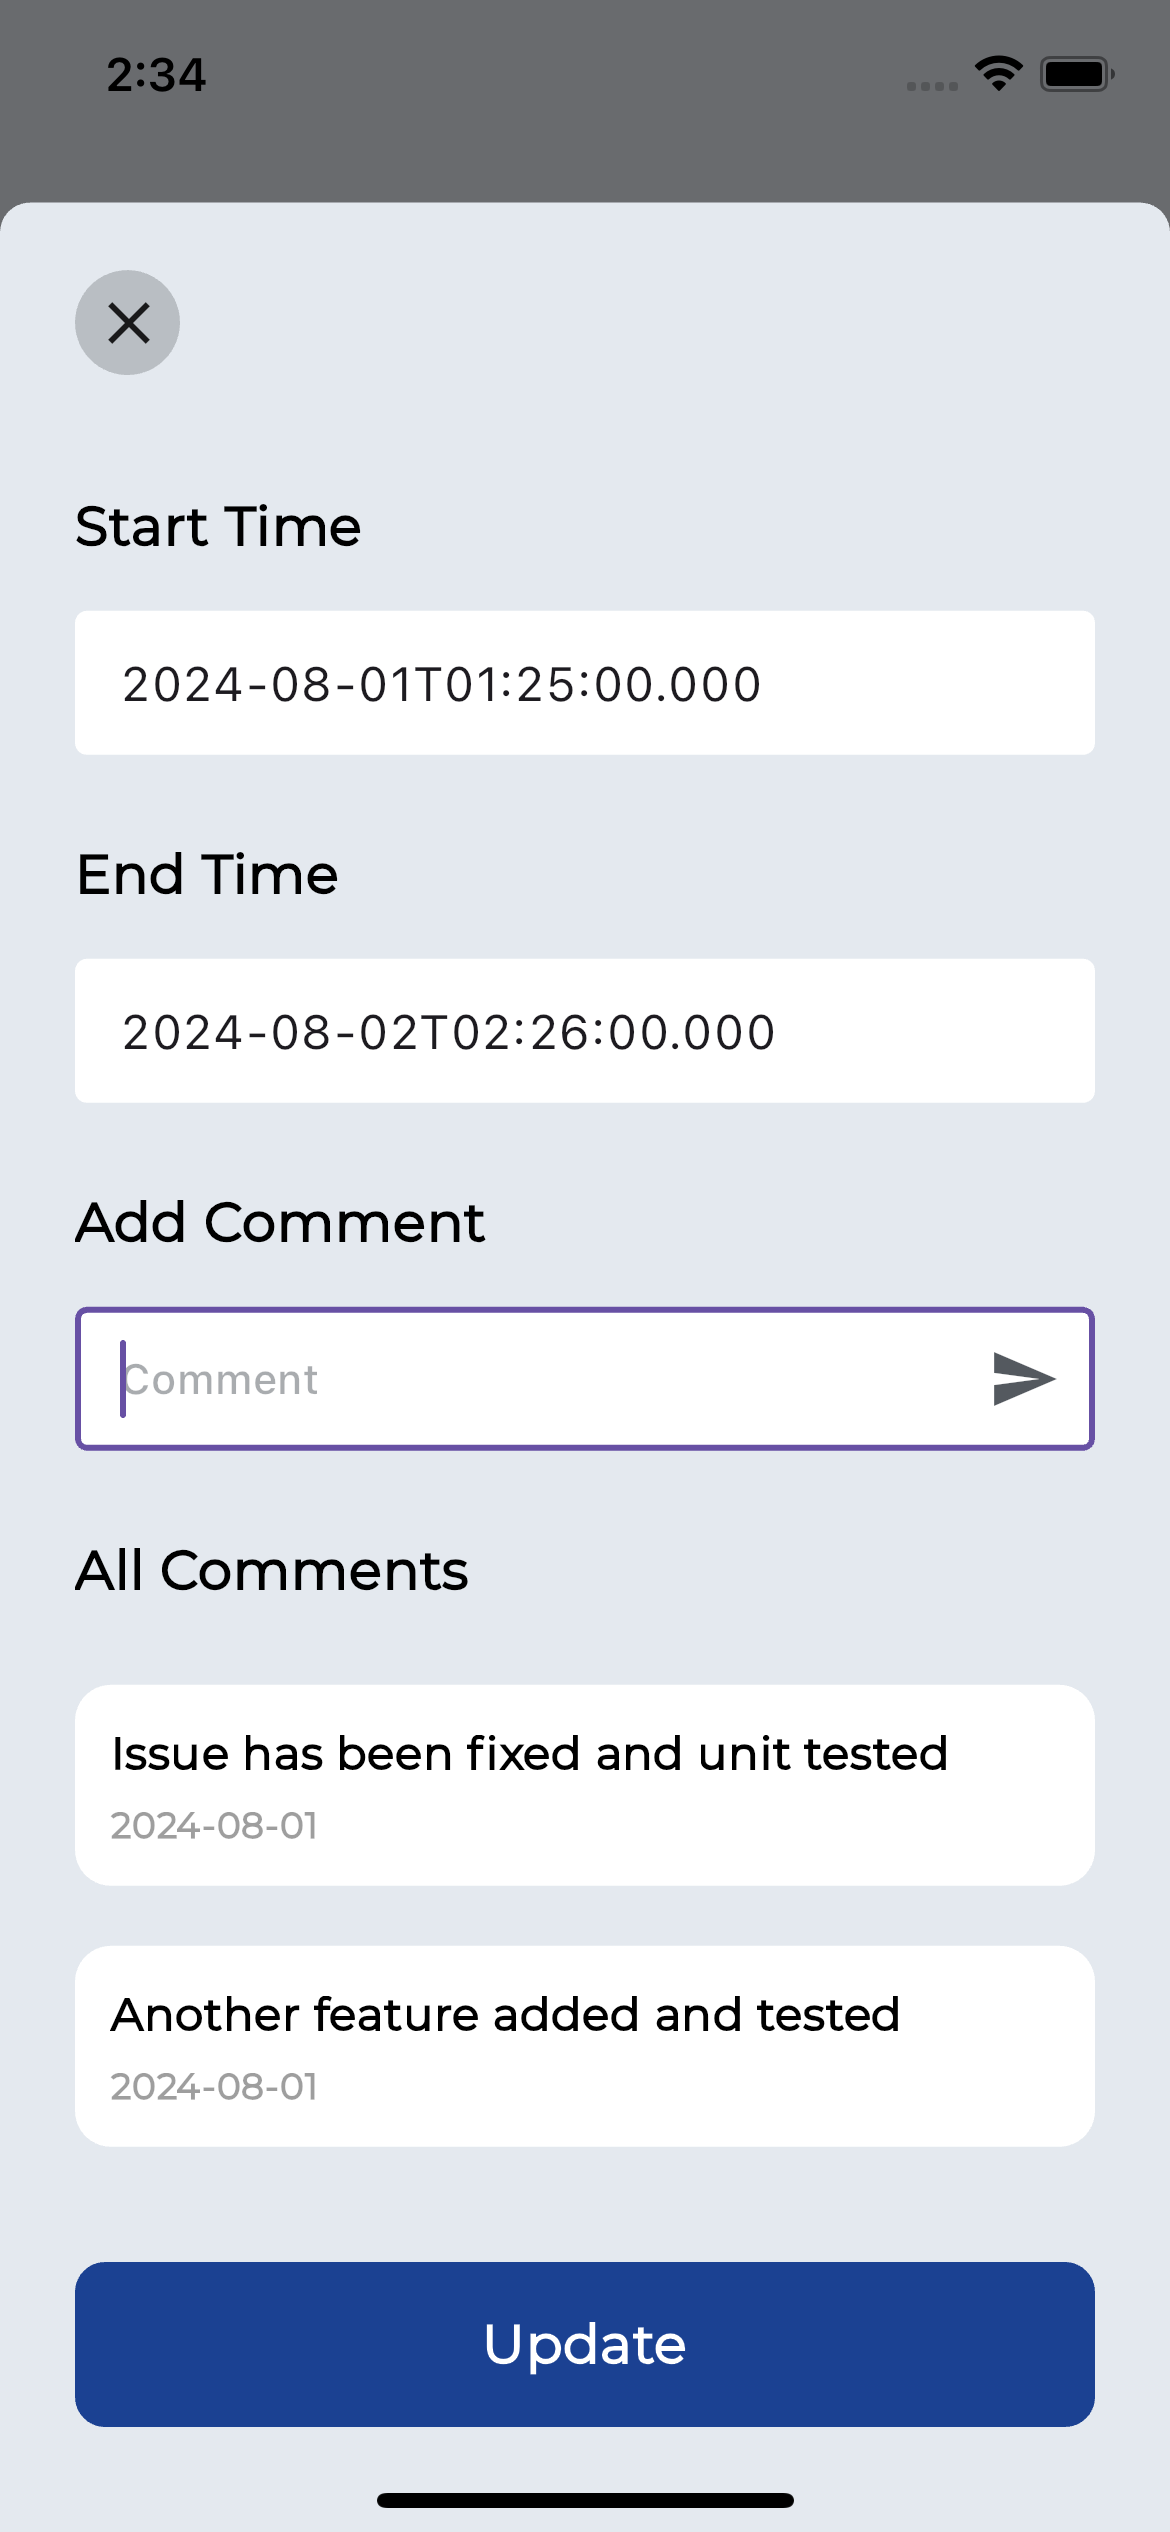 2:34
Start Time
2024-08-01T01:25:00.000
End Time
2024-08-02T02:26:00.000
Add Comment
Comment
All Comments
Issue has been fixed and unit tested
2024-08-01
Another feature added and tested
2024-08-01
Update